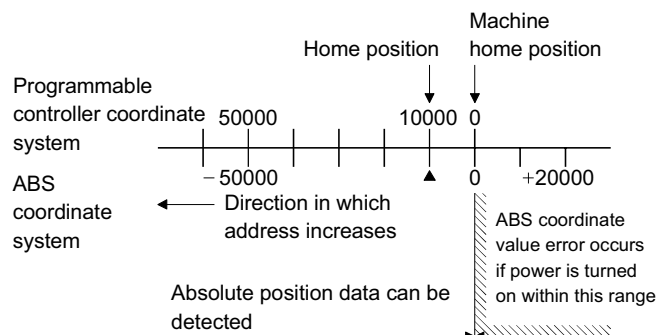 Machine
home position
Home position
Programmable
controller coordinate
system
50000 10000 0
ABS
coordinate
system
−50000 0 +20000
Direction in which
address increases
ABS coordinate
value error occurs
if power is turned
on within this range
Absolute position data can be
detected